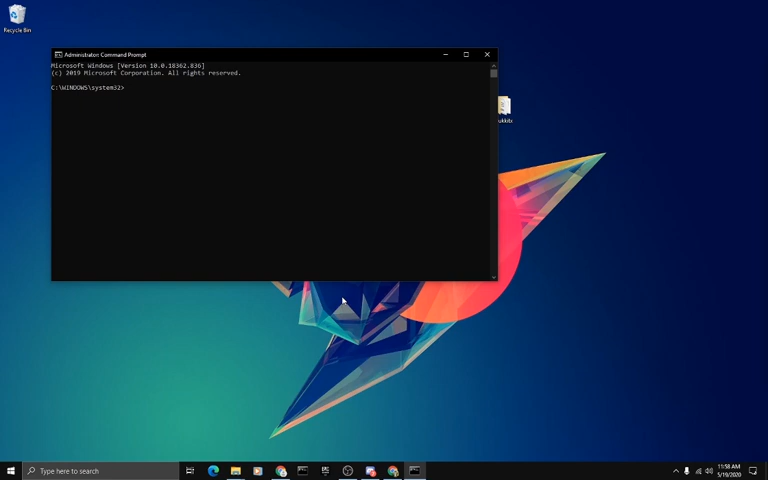 Recycle Bin
Administrator: Command Prompt
Microsoft Windows [Version 10.0.18362.836]
(c) 2019 Microsoft Corporation. All rights reserved.
C:\WINDOWS\system32>
Type here to search
11:58 AM
5/19/2020